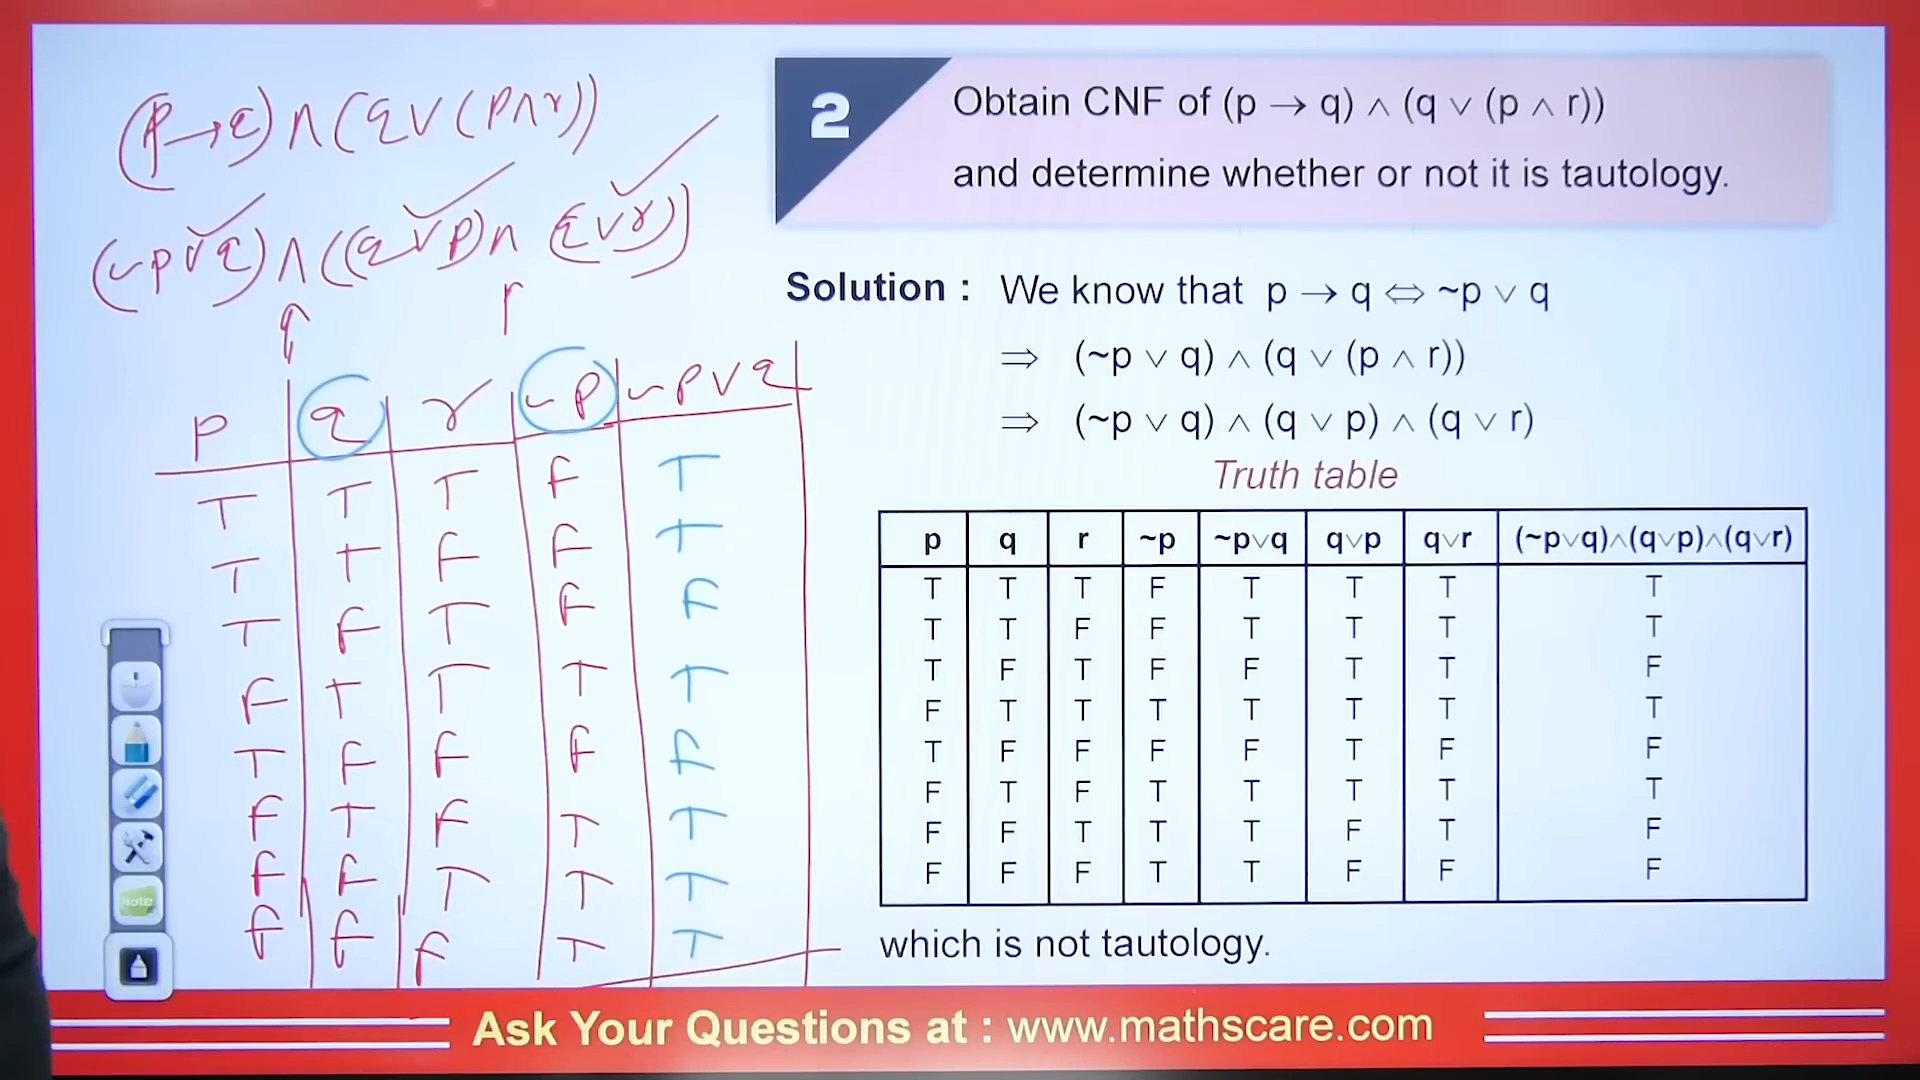 (p→q)∧(q∨(p∧r))
(~p∨q)∧((q∨p)∧(q∨r))
p q r ~p ~p∨q
T T T F T
T T F F T
T F T F F
F T T T T
T F F F F
F T F T T
F F T T T
F F F T T
Note
2
Obtain CNF of (p → q) ∧ (q ∨ (p ∧ r))
and determine whether or not it is tautology.
Solution : We know that p → q ⇔ ~p ∨ q
⇒ (~p ∨ q) ∧ (q ∨ (p ∧ r))
⇒ (~p ∨ q) ∧ (q ∨ p) ∧ (q ∨ r)
Truth table
p q r ~p ~p∨q q∨p q∨r (~p∨q)∧(q∨p)∧(q∨r)
T T T F T T T T
T T F F T T T T
T F T F F T T F
F T T T T T T T
T F F F F T F F
F T F T T T T T
F F T T T F T F
F F F T T F F F
which is not tautology.
Ask Your Questions at : www.mathscare.com